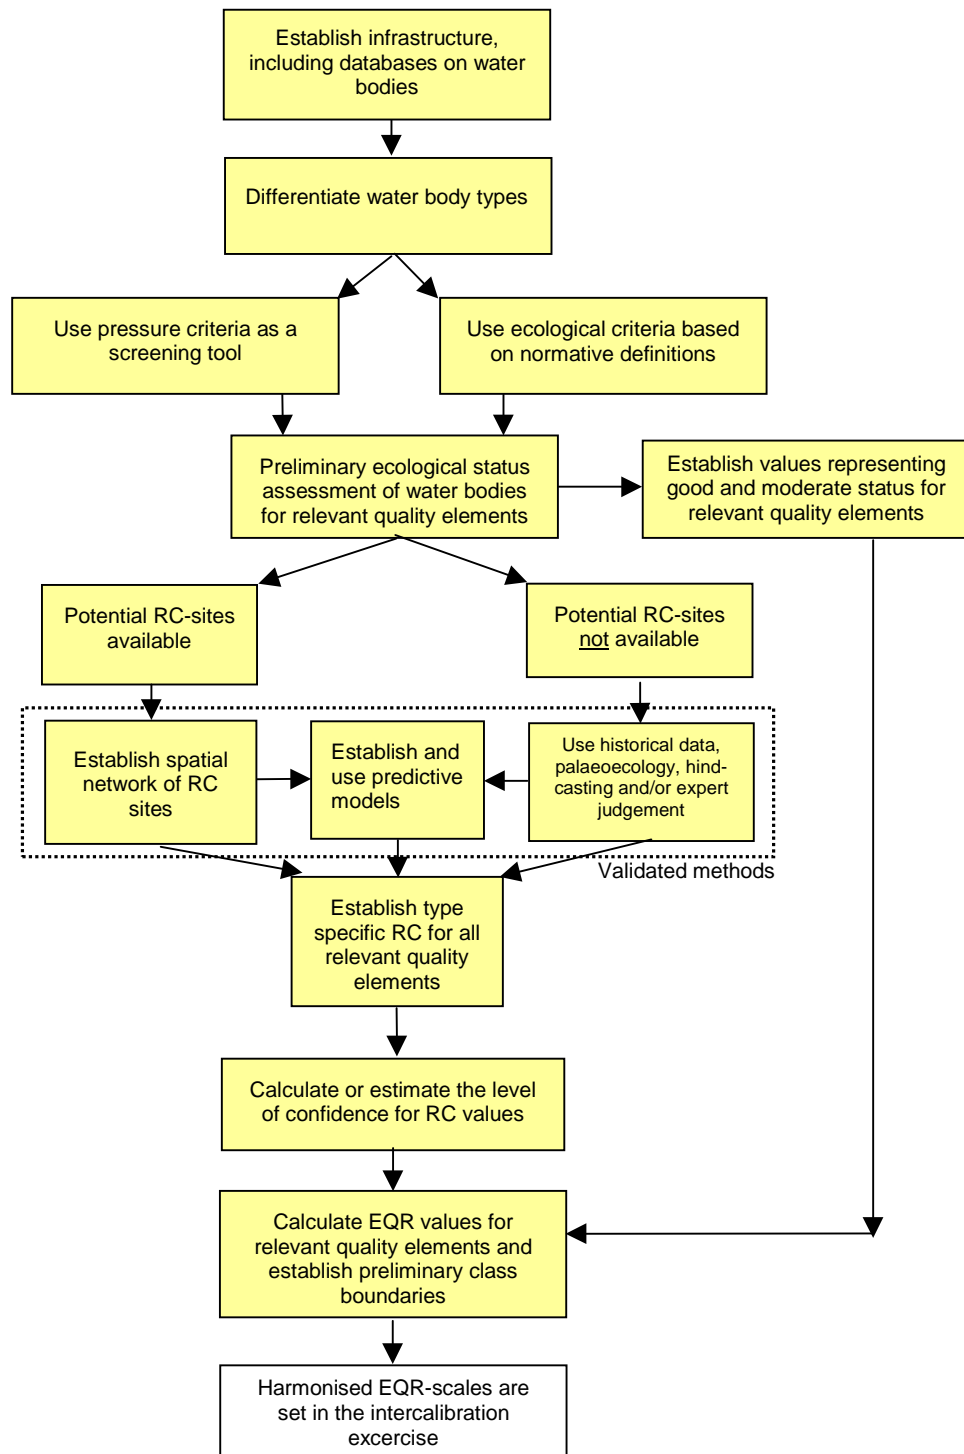 Establish infrastructure,
including databases on water
bodies
Differentiate water body types
Use pressure criteria as a
screening tool
Use ecological criteria based
on normative definitions
Preliminary ecological status
assessment of water bodies
for relevant quality elements
Establish values representing
good and moderate status for
relevant quality elements
Potential RC-sites
available
Potential RC-sites
not available
Establish spatial
network of RC
sites
Establish and
use predictive
models
Use historical data,
palaeoecology, hind-
casting and/or expert
judgement
Validated methods
Establish type
specific RC for all
relevant quality
elements
Calculate or estimate the level
of confidence for RC values
Calculate EQR values for
relevant quality elements and
establish preliminary class
boundaries
Harmonised EQR-scales are
set in the intercalibration
excercise